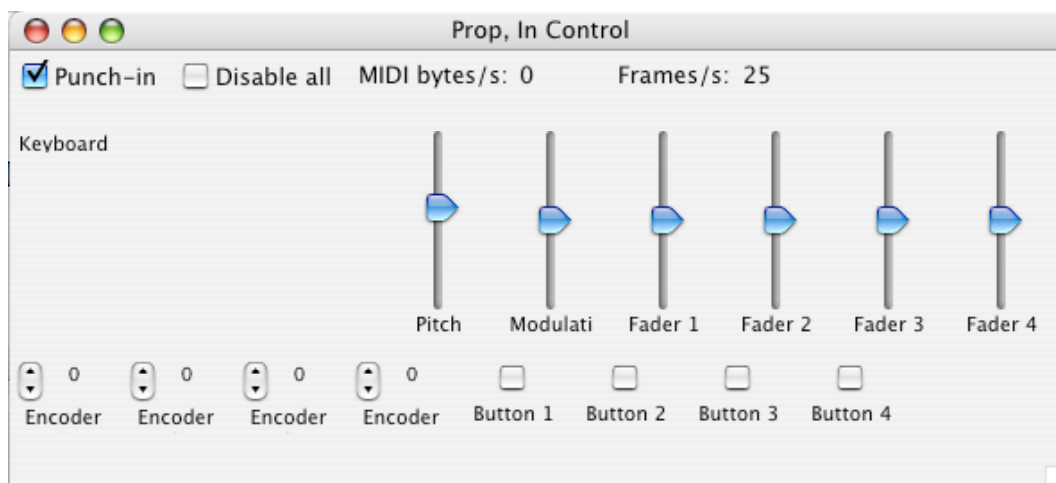 Prop, In Control
Punch-in Disable all MIDI bytes/s: 0 Frames/s: 25
Keyboard
Pitch Modulati Fader 1 Fader 2 Fader 3 Fader 4
0 0 0 0
Encoder Encoder Encoder Encoder Button 1 Button 2 Button 3 Button 4